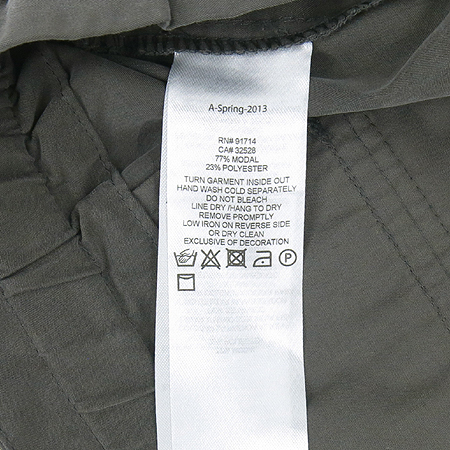 A-Spring-2013
RN# 91714
CA# 32528
77% MODAL
23% POLYESTER
TURN GARMENT INSIDE OUT
HAND WASH COLD SEPARATELY
DO NOT BLEACH
LINE DRY /HANG TO DRY
REMOVE PROMPTLY
LOW IRON ON REVERSE SIDE
OR DRY CLEAN
EXCLUSIVE OF DECORATION
P